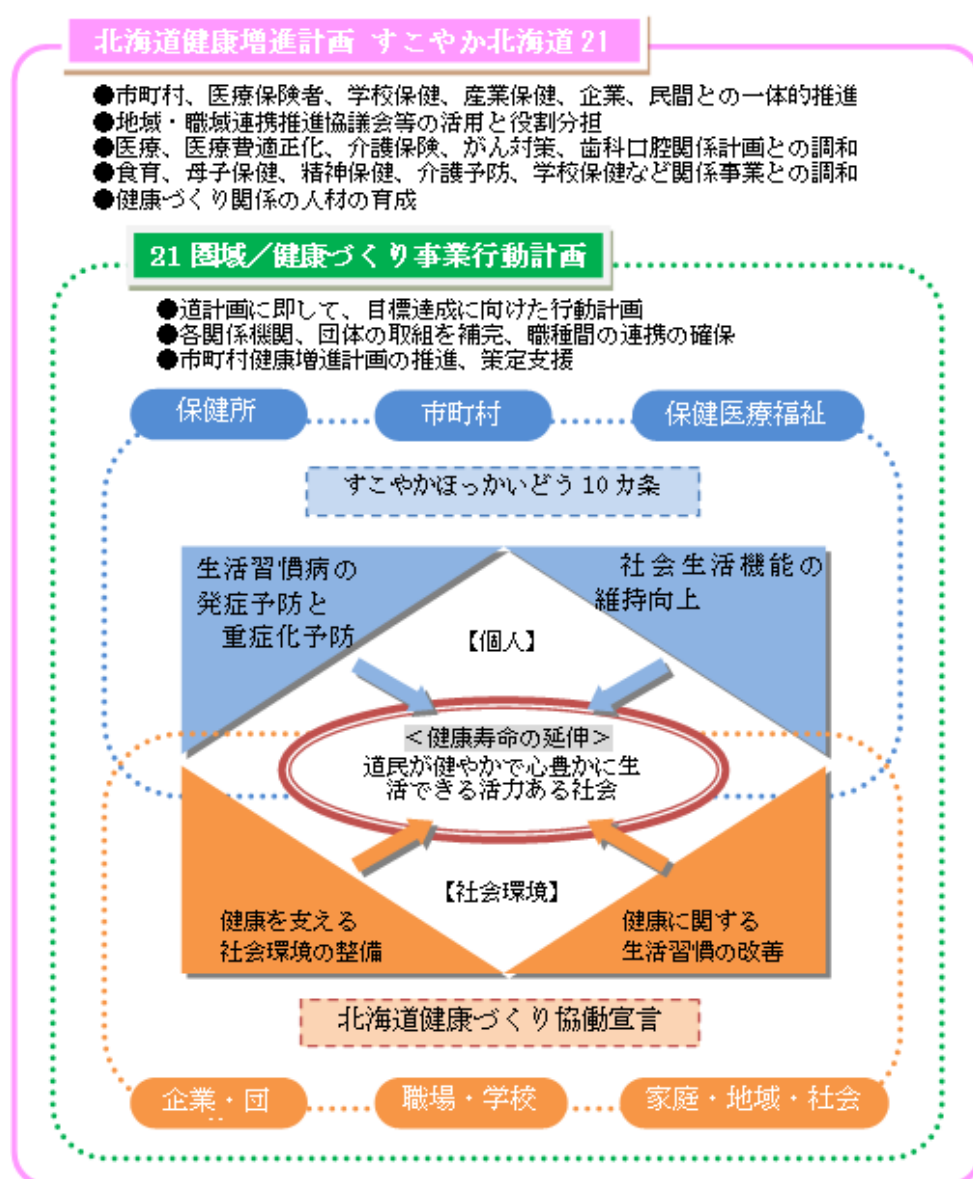 北海道健康増進計画 すこやか北海道21
●市町村、医療保険者、学校保健、産業保健、企業、民間との一体的推進
●地域・職域連携推進協議会等の活用と役割分担
●医療、医療費適正化、介護保険、がん対策、歯科口腔関係計画との調和
●食育、母子保健、精神保健、介護予防、学校保健など関係事業との調和
●健康づくり関係の人材の育成
21圏域／健康づくり事業行動計画
●道計画に即して、目標達成に向けた行動計画
●各関係機関、団体の取組を補完、職種間の連携の確保
●市町村健康増進計画の推進、策定支援
保健所
市町村
保健医療福祉
すこやかほっかいどう10カ条
生活習慣病の
発症予防と
重症化予防
社会生活機能の
維持向上
【個人】
＜健康寿命の延伸＞
道民が健やかで心豊かに生
活できる活力ある社会
【社会環境】
健康を支える
社会環境の整備
健康に関する
生活習慣の改善
北海道健康づくり協働宣言
企業・団
職場・学校
家庭・地域・社会